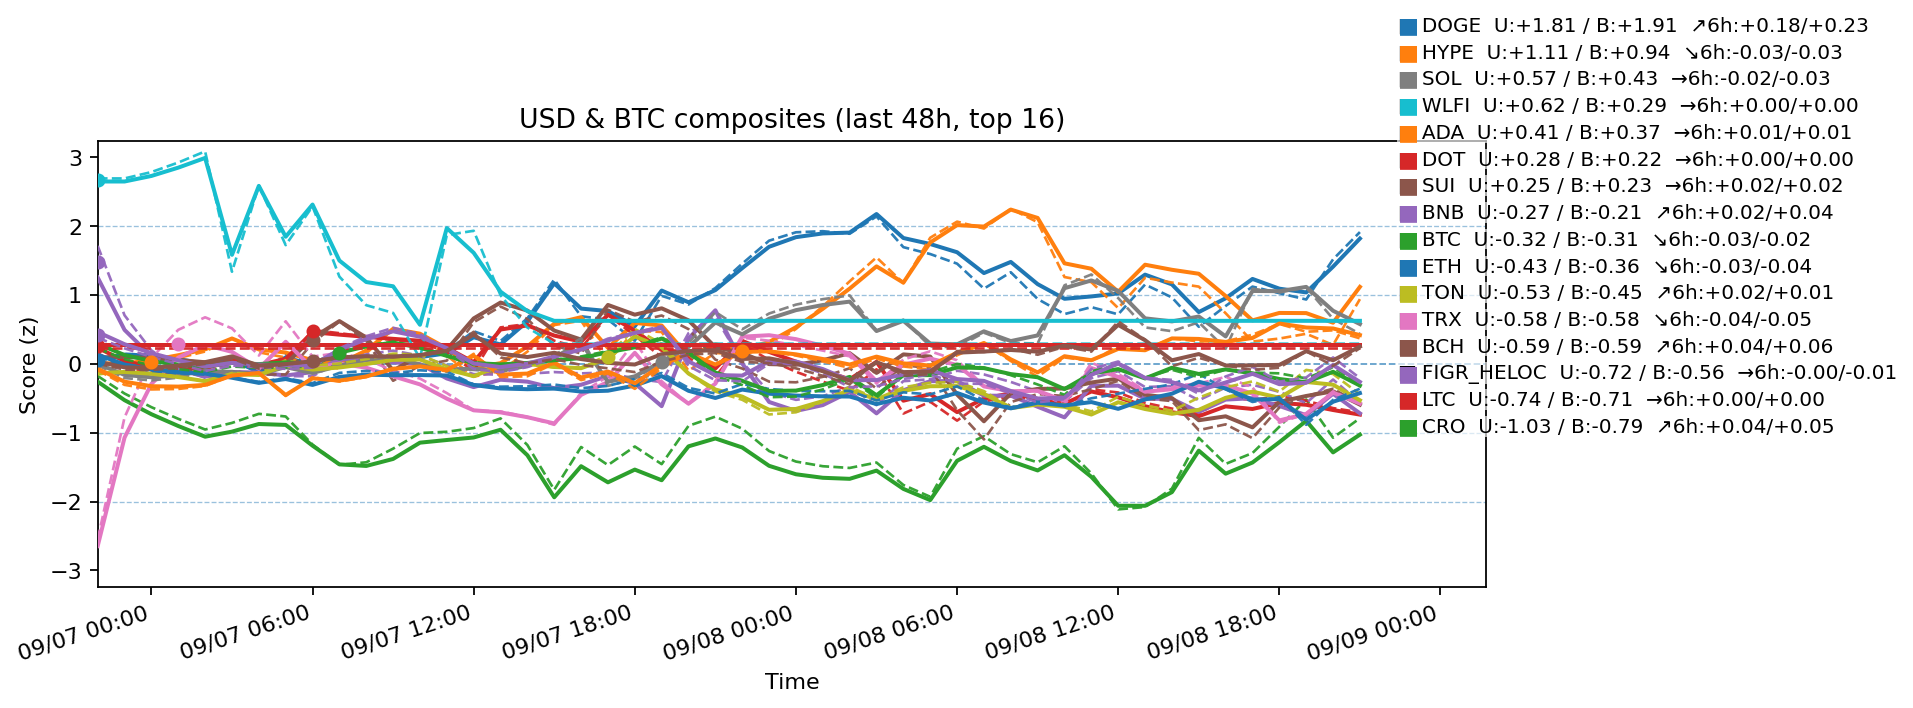 DOGE  U:+1.81 / B:+1.91  ↗6h:+0.18/+0.23
HYPE  U:+1.11 / B:+0.94  ↘6h:-0.03/-0.03
SOL  U:+0.57 / B:+0.43  →6h:-0.02/-0.03
WLFI  U:+0.62 / B:+0.29  →6h:+0.00/+0.00
ADA  U:+0.41 / B:+0.37  →6h:+0.01/+0.01
DOT  U:+0.28 / B:+0.22  →6h:+0.00/+0.00
SUI  U:+0.25 / B:+0.23  →6h:+0.02/+0.02
BNB  U:-0.27 / B:-0.21  ↗6h:+0.02/+0.04
BTC  U:-0.32 / B:-0.31  ↘6h:-0.03/-0.02
ETH  U:-0.43 / B:-0.36  ↘6h:-0.03/-0.04
TON  U:-0.53 / B:-0.45  ↗6h:+0.02/+0.01
TRX  U:-0.58 / B:-0.58  ↘6h:-0.04/-0.05
BCH  U:-0.59 / B:-0.59  ↗6h:+0.04/+0.06
FIGR_HELOC  U:-0.72 / B:-0.56  →6h:-0.00/-0.01
LTC  U:-0.74 / B:-0.71  →6h:+0.00/+0.00
CRO  U:-1.03 / B:-0.79  ↗6h:+0.04/+0.05
USD & BTC composites (last 48h, top 16)
Score (z)
3
2
1
0
−1
−2
−3
09/07 00:00
09/07 06:00
09/07 12:00
09/07 18:00
09/08 00:00
09/08 06:00
09/08 12:00
09/08 18:00
09/09 00:00
Time